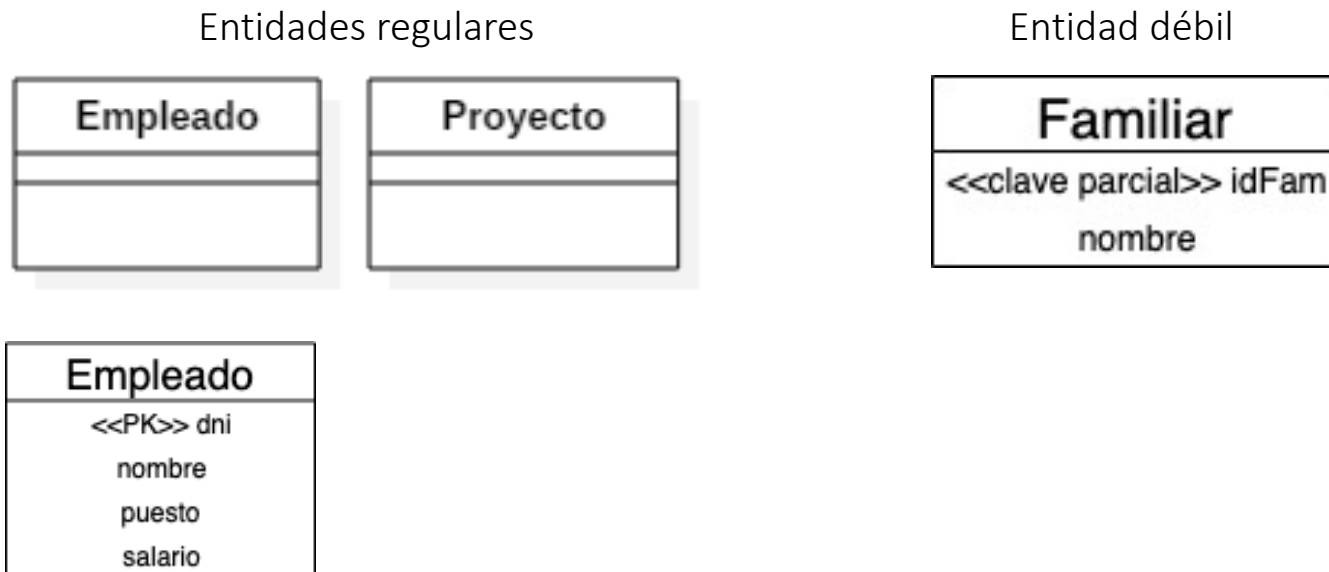 Entidades regulares
Entidad débil
Empleado
Proyecto
Familiar
<<clave parcial>> idFam
nombre
Empleado
<<PK>> dni
nombre
puesto
salario